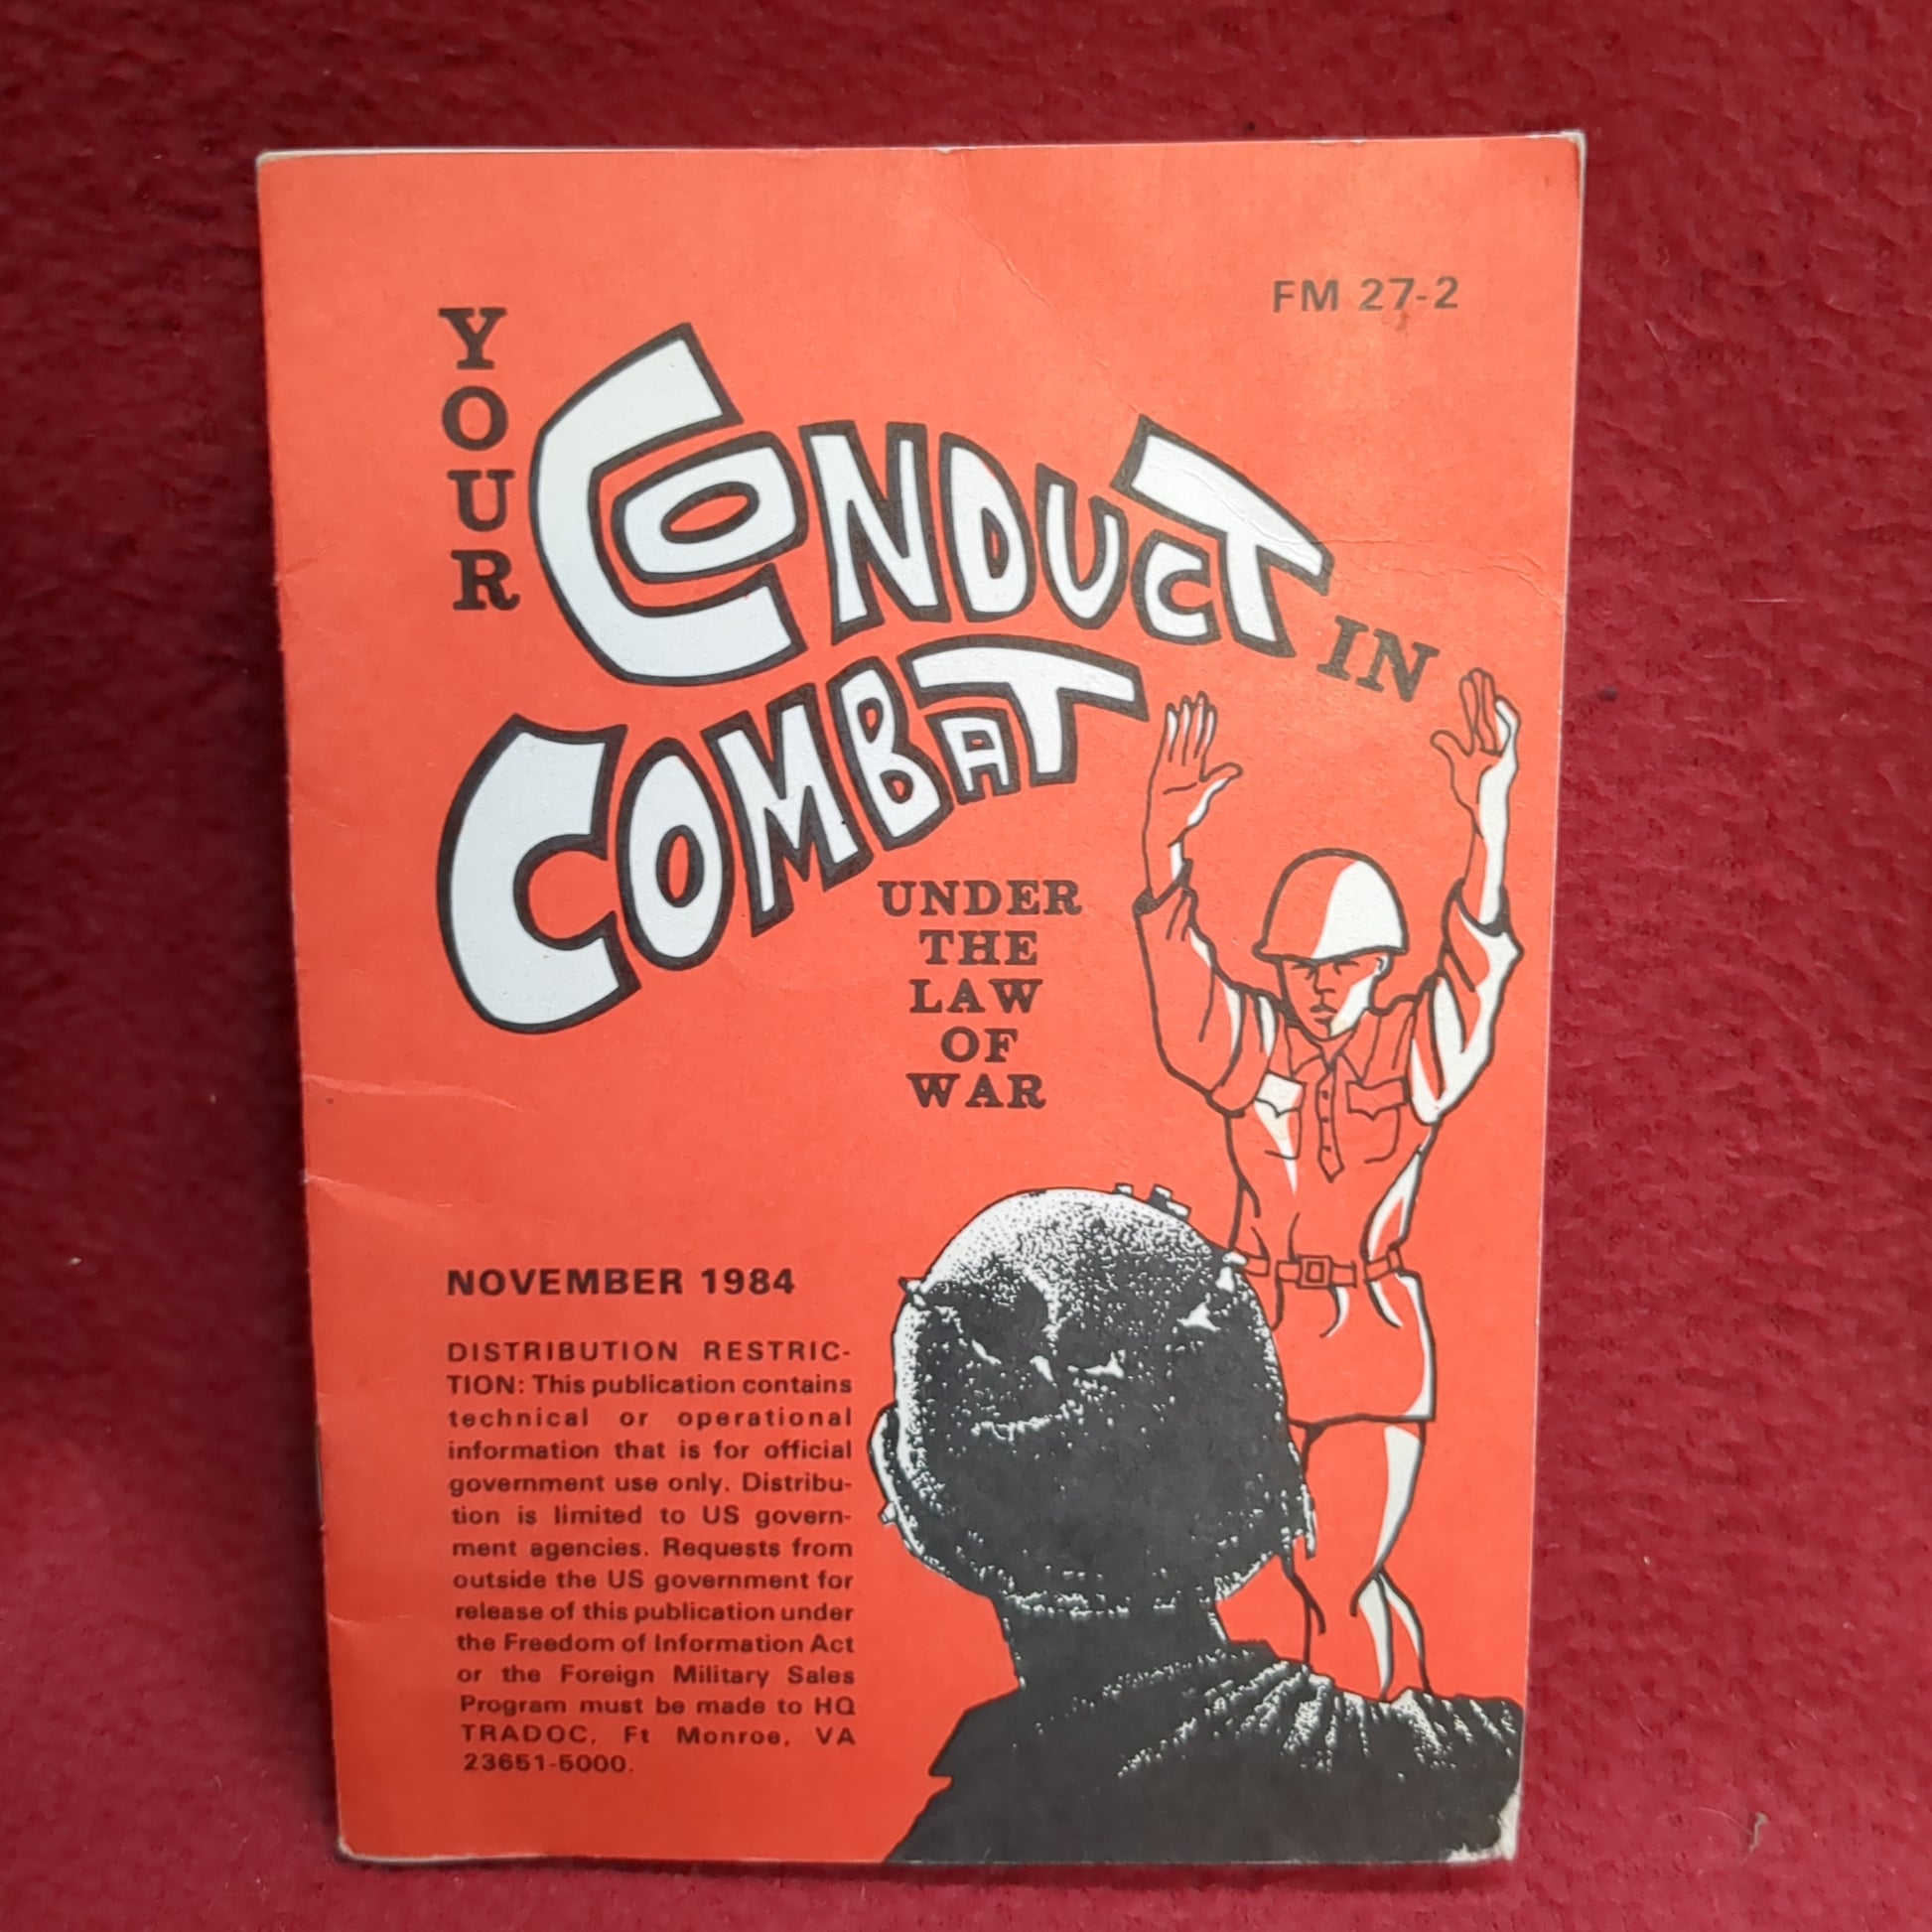 FM 27-2
YOUR
CONDUCT IN
COMBAT
UNDER
THE
LAW
OF
WAR
NOVEMBER 1984
DISTRIBUTION RESTRIC-
TION: This publication contains
technical or operational
information that is for official
government use only. Distribu-
tion is limited to US govern-
ment agencies. Requests from
outside the US government for
release of this publication under
the Freedom of Information Act
or the Foreign Military Sales
Program must be made to HQ
TRADOC, Ft Monroe, VA
23651-5000.